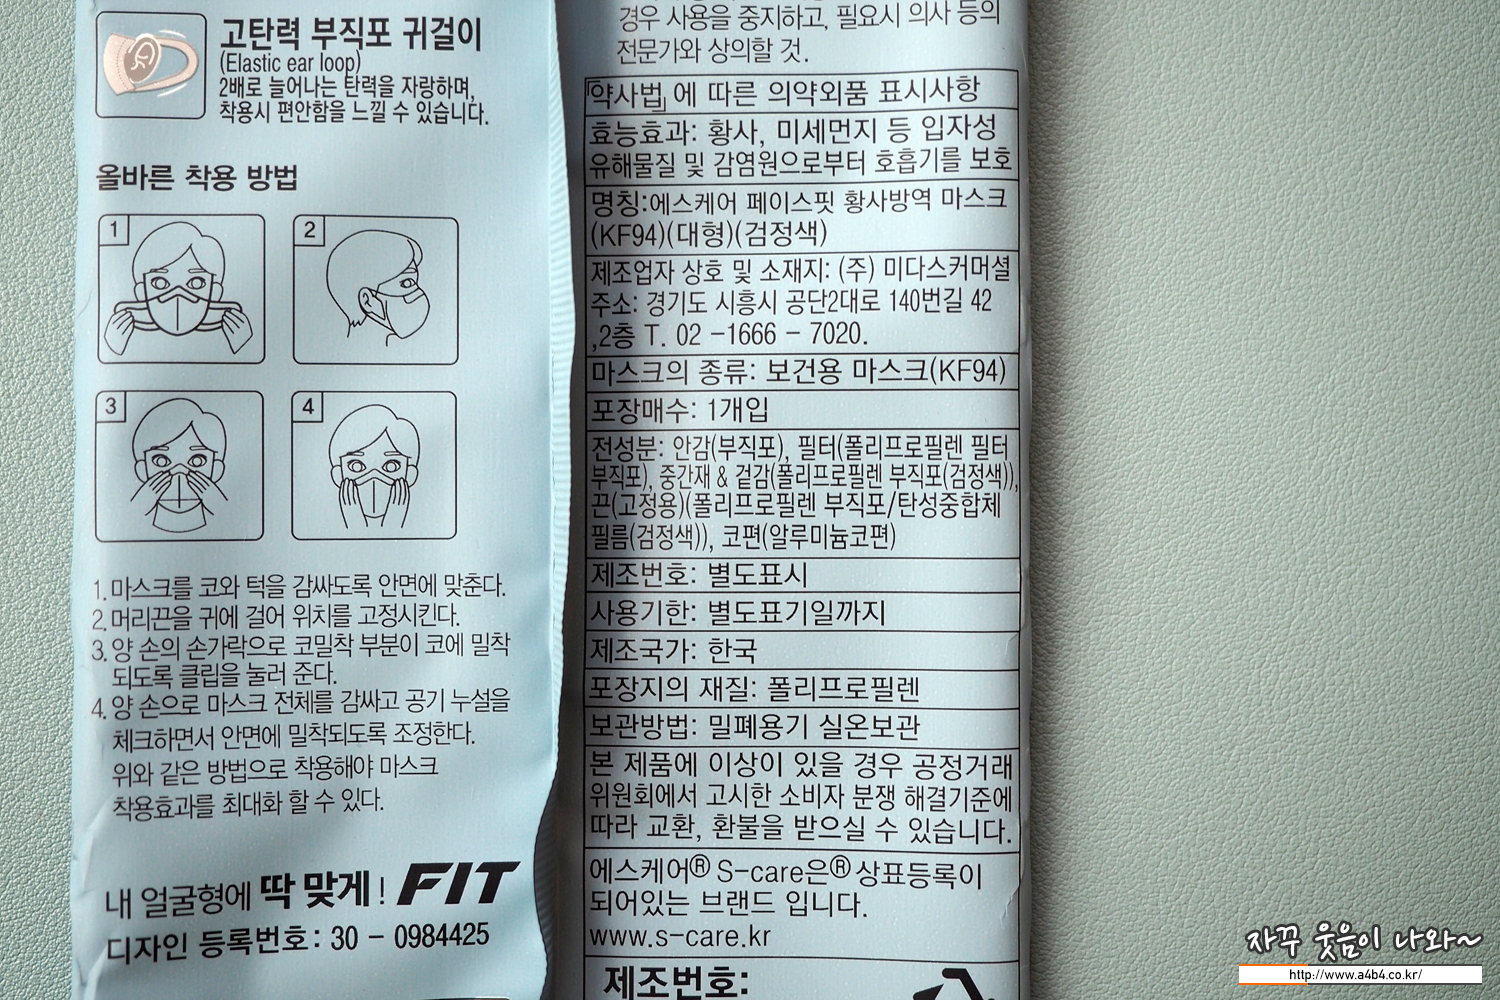 고탄력 부직포 귀걸이
(Elastic ear loop)
2배로 늘어나는 탄력을 자랑하며,
착용시 편안함을 느낄 수 있습니다.
올바른 착용 방법
1
2
3
4
1. 마스크를 코와 턱을 감싸도록 안면에 맞춘다.
2. 머리끈을 귀에 걸어 위치를 고정시킨다.
3. 양 손의 손가락으로 코밀착 부분이 코에 밀착
되도록 클립을 눌러 준다.
4. 양 손으로 마스크 전체를 감싸고 공기 누설을
체크하면서 안면에 밀착되도록 조정한다.
위와 같은 방법으로 착용해야 마스크
착용효과를 최대화 할 수 있다.
내 얼굴형에 딱 맞게! FIT
디자인 등록번호: 30 - 0984425
경우 사용을 중지하고, 필요시 의사 등의
전문가와 상의할 것.
「약사법」에 따른 의약외품 표시사항
효능효과: 황사, 미세먼지 등 입자성
유해물질 및 감염원으로부터 호흡기를 보호
명칭:에스케어 페이스핏 황사방역 마스크
(KF94)(대형)(검정색)
제조업자 상호 및 소재지: (주) 미다스커머셜
주소: 경기도 시흥시 공단2대로 140번길 42
,2층 T. 02 -1666 - 7020.
마스크의 종류: 보건용 마스크(KF94)
포장매수: 1개입
전성분: 안감(부직포), 필터(폴리프로필렌 필터
부직포), 중간재 & 겉감(폴리프로필렌 부직포(검정색)),
끈(고정용)(폴리프로필렌 부직포/탄성중합체
필름(검정색)), 코편(알루미늄코편)
제조번호: 별도표시
사용기한: 별도표기일까지
제조국가: 한국
포장지의 재질: 폴리프로필렌
보관방법: 밀폐용기 실온보관
본 제품에 이상이 있을 경우 공정거래
위원회에서 고시한 소비자 분쟁 해결기준에
따라 교환, 환불을 받으실 수 있습니다.
에스케어® S-care은® 상표등록이
되어있는 브랜드 입니다.
www.s-care.kr
제조번호:
자꾸 웃음이 나와~
http://www.a4b4.co.kr/